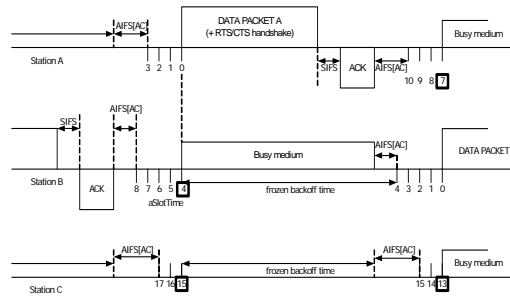 DATA PACKET A
(+ RTS/CTS handshake)
Busy medium
AIFS[AC]
Station A
3 2 1 0
SIFS
ACK
AIFS[AC]
10 9 8 7
SIFS
AIFS[AC]
AIFS[AC]
DATA PACKET
Busy medium
Station B
ACK
8 7 6 5 4
frozen backoff time
4 3 2 1 0
aSlotTime
AIFS[AC]
AIFS[AC]
Busy medium
frozen backoff time
Station C
17 16 15
15 14 13